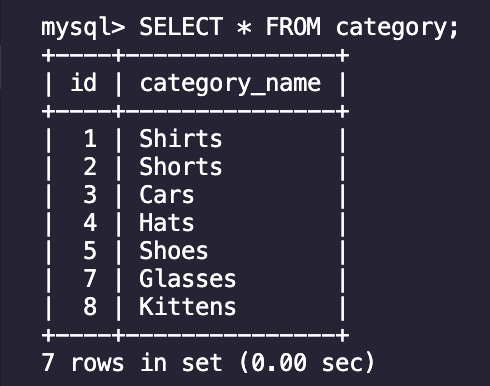 mysql> SELECT * FROM category;
+----+---------------+
| id | category_name |
+----+---------------+
|  1 | Shirts        |
|  2 | Shorts        |
|  3 | Cars          |
|  4 | Hats          |
|  5 | Shoes         |
|  7 | Glasses       |
|  8 | Kittens       |
+----+---------------+
7 rows in set (0.00 sec)